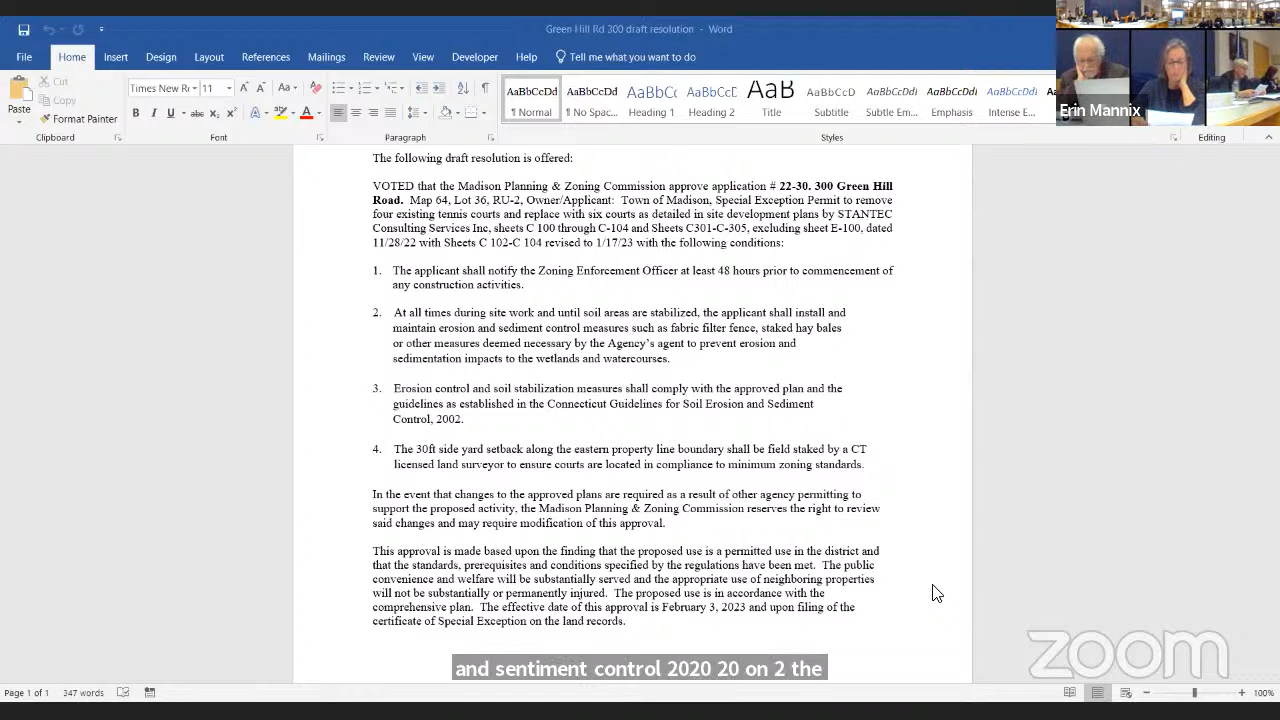 Green Hill Rd 300 draft resolution - Word
File Home Insert Design Layout References Mailings Review View Developer Help Tell me what you want to do
Cut
Copy
Format Painter
Paste
Clipboard
Times New Ro 11
Font
Paragraph
AaBbCcDd AaBbCcDd AaBbCc AaBbCcE AaB AaBbCcD AaBbCcDd AaBbCcDd AaBbCcDd
¶ Normal ¶ No Spac... Heading 1 Heading 2 Title Subtitle Subtle Em... Emphasis Intense E...
Styles
Editing
Erin Mannix
The following draft resolution is offered:
VOTED that the Madison Planning & Zoning Commission approve application # 22-30. 300 Green Hill
Road. Map 64, Lot 36, RU-2, Owner/Applicant: Town of Madison, Special Exception Permit to remove
four existing tennis courts and replace with six courts as detailed in site development plans by STANTEC
Consulting Services Inc, sheets C 100 through C-104 and Sheets C301-C-305, excluding sheet E-100, dated
11/28/22 with Sheets C 102-C 104 revised to 1/17/23 with the following conditions:
1. The applicant shall notify the Zoning Enforcement Officer at least 48 hours prior to commencement of
any construction activities.
2. At all times during site work and until soil areas are stabilized, the applicant shall install and
maintain erosion and sediment control measures such as fabric filter fence, staked hay bales
or other measures deemed necessary by the Agency's agent to prevent erosion and
sedimentation impacts to the wetlands and watercourses.
3. Erosion control and soil stabilization measures shall comply with the approved plan and the
guidelines as established in the Connecticut Guidelines for Soil Erosion and Sediment
Control, 2002.
4. The 30ft side yard setback along the eastern property line boundary shall be field staked by a CT
licensed land surveyor to ensure courts are located in compliance to minimum zoning standards.
In the event that changes to the approved plans are required as a result of other agency permitting to
support the proposed activity, the Madison Planning & Zoning Commission reserves the right to review
said changes and may require modification of this approval.
This approval is made based upon the finding that the proposed use is a permitted use in the district and
that the standards, prerequisites and conditions specified by the regulations have been met. The public
convenience and welfare will be substantially served and the appropriate use of neighboring properties
will not be substantially or permanently injured. The proposed use is in accordance with the
comprehensive plan. The effective date of this approval is February 3, 2023 and upon filing of the
certificate of Special Exception on the land records.
and sentiment control 2020 20 on 2 the
zoom
Page 1 of 1 347 words 100%